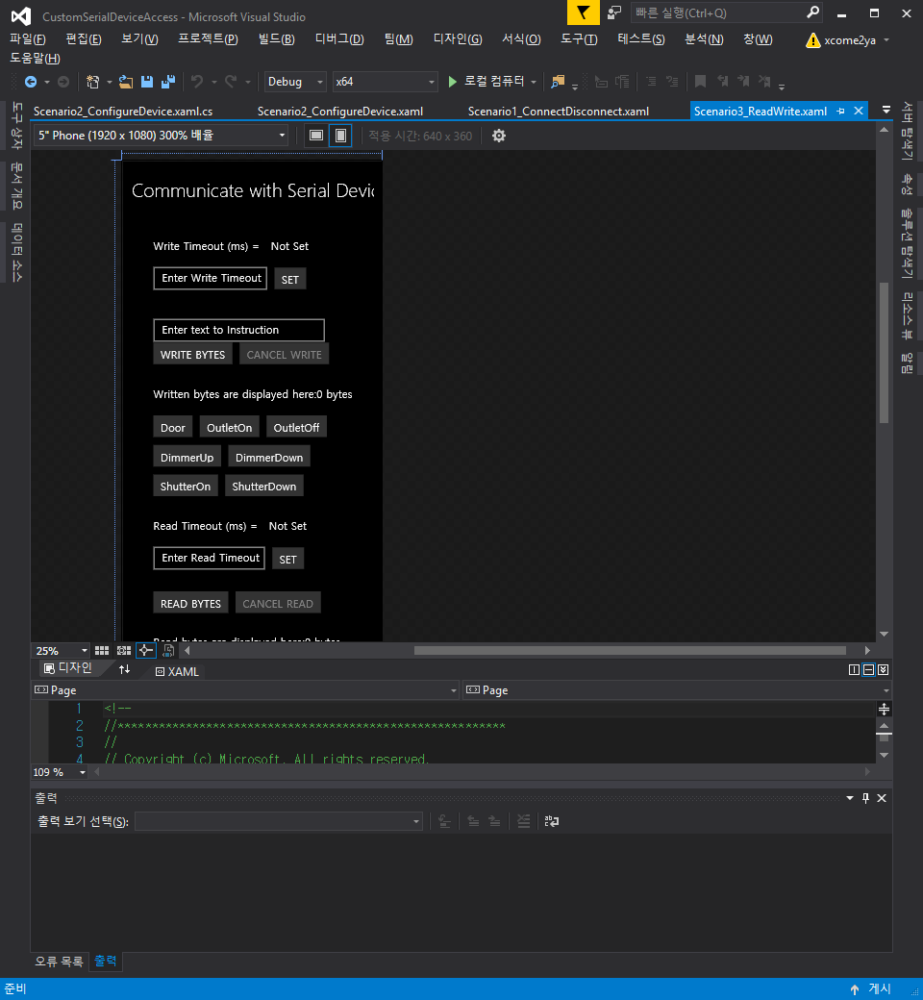 CustomSerialDeviceAccess - Microsoft Visual Studio
빠른 실행(Ctrl+Q)
파일(F) 편집(E) 보기(V) 프로젝트(P) 빌드(B) 디버그(D) 팀(M) 디자인(G) 서식(O) 도구(T) 테스트(S) 분석(N) 창(W) xcome2ya
도움말(H)
Debug x64 로컬 컴퓨터
Scenario2_ConfigureDevice.xaml.cs Scenario2_ConfigureDevice.xaml Scenario1_ConnectDisconnect.xaml Scenario3_ReadWrite.xaml
5" Phone (1920 x 1080) 300% 배율 적용 시간: 640 x 360
도구 상자
문서 개요
데이터 소스
서버 탐색기
속성
솔루션 탐색기
리소스 뷰
알림
Communicate with Serial Devic
Write Timeout (ms) = Not Set
Enter Write Timeout SET
Enter text to Instruction
WRITE BYTES CANCEL WRITE
Written bytes are displayed here:0 bytes
Door OutletOn OutletOff
DimmerUp DimmerDown
ShutterOn ShutterDown
Read Timeout (ms) = Not Set
Enter Read Timeout SET
READ BYTES CANCEL READ
Read bytes are displayed here:0 bytes
25%
디자인 XAML
Page Page
1 <!--
2 //*********************************************************
3 //
4 // Copyright (c) Microsoft. All rights reserved.
109 %
출력
출력 보기 선택(S):
오류 목록 출력
준비 게시